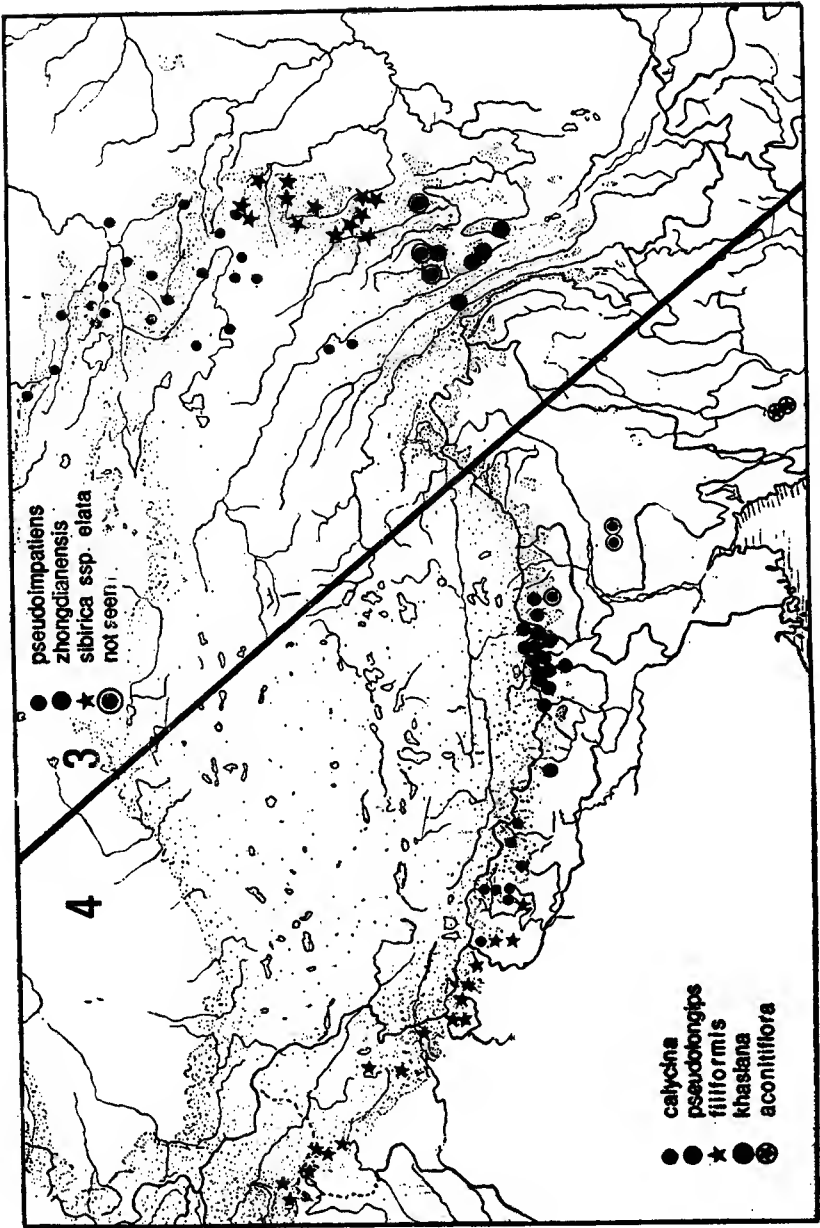 3
pseudoimpatiens
zhongdianensis
sibirica ssp. elata
not seen
4
calycina
pseudolongips
filiformis
khasiana
aconitiflora